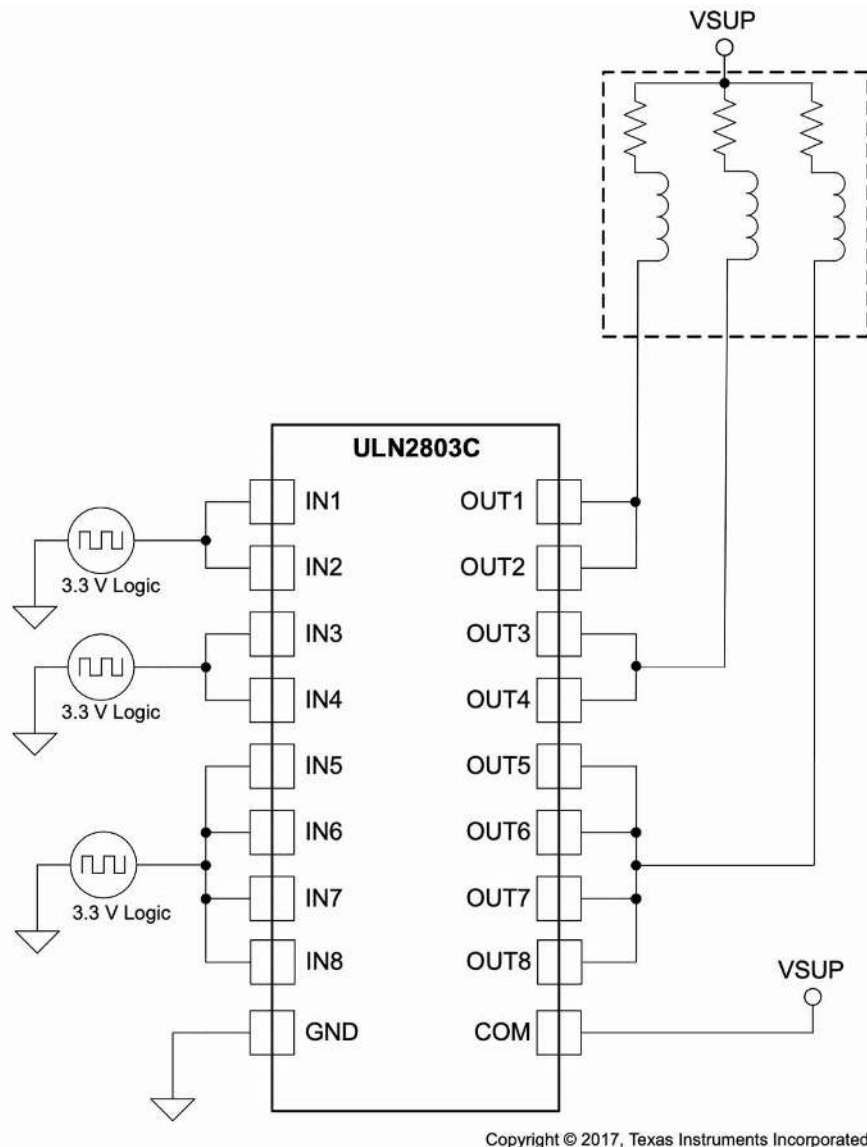 VSUP
ULN2803C
IN1 OUT1
3.3 V Logic
IN2 OUT2
IN3 OUT3
3.3 V Logic
IN4 OUT4
IN5 OUT5
IN6 OUT6
3.3 V Logic
IN7 OUT7
IN8 OUT8
VSUP
GND COM
Copyright © 2017, Texas Instruments Incorporated